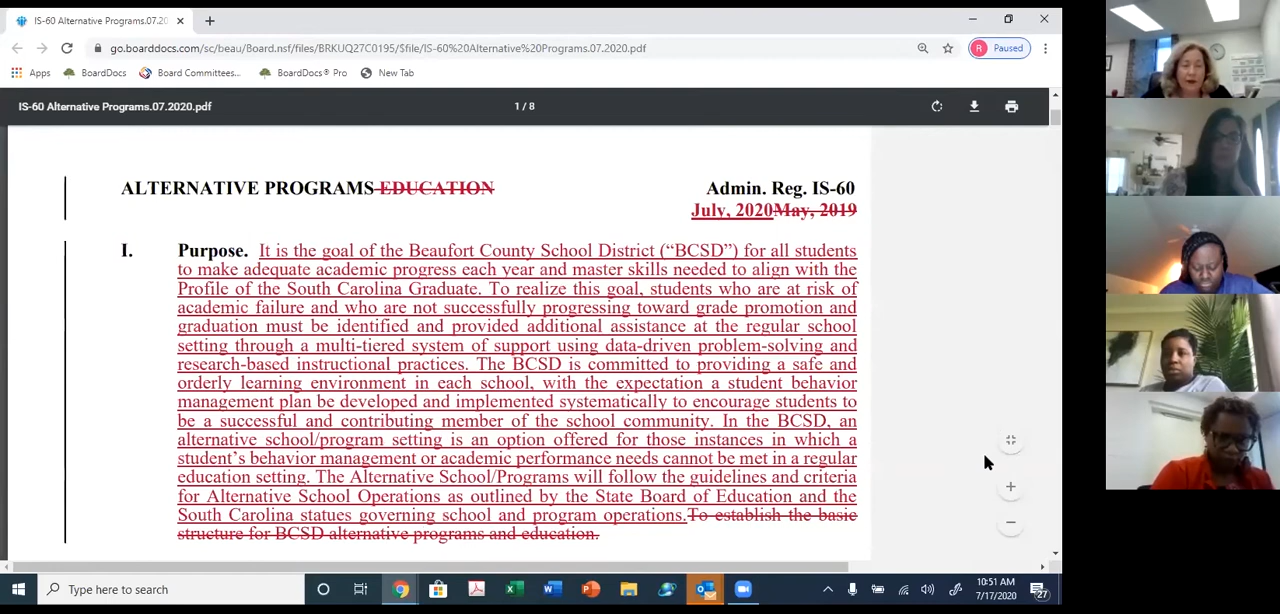 IS-60 Alternative Programs.07.20
go.boarddocs.com/sc/beau/Board.nsf/files/BRKUQ27C0195/$file/IS-60%20Alternative%20Programs.07.2020.pdf
R Paused
Apps BoardDocs Board Committees... BoardDocs® Pro New Tab
IS-60 Alternative Programs.07.2020.pdf 1 / 8
ALTERNATIVE PROGRAMS EDUCATION Admin. Reg. IS-60
July, 2020May, 2019
I. Purpose. It is the goal of the Beaufort County School District (“BCSD”) for all students
to make adequate academic progress each year and master skills needed to align with the
Profile of the South Carolina Graduate. To realize this goal, students who are at risk of
academic failure and who are not successfully progressing toward grade promotion and
graduation must be identified and provided additional assistance at the regular school
setting through a multi-tiered system of support using data-driven problem-solving and
research-based instructional practices. The BCSD is committed to providing a safe and
orderly learning environment in each school, with the expectation a student behavior
management plan be developed and implemented systematically to encourage students to
be a successful and contributing member of the school community. In the BCSD, an
alternative school/program setting is an option offered for those instances in which a
student’s behavior management or academic performance needs cannot be met in a regular
education setting. The Alternative School/Programs will follow the guidelines and criteria
for Alternative School Operations as outlined by the State Board of Education and the
South Carolina statues governing school and program operations.To establish the basic
structure for BCSD alternative programs and education.
Type here to search
10:51 AM
7/17/2020
27